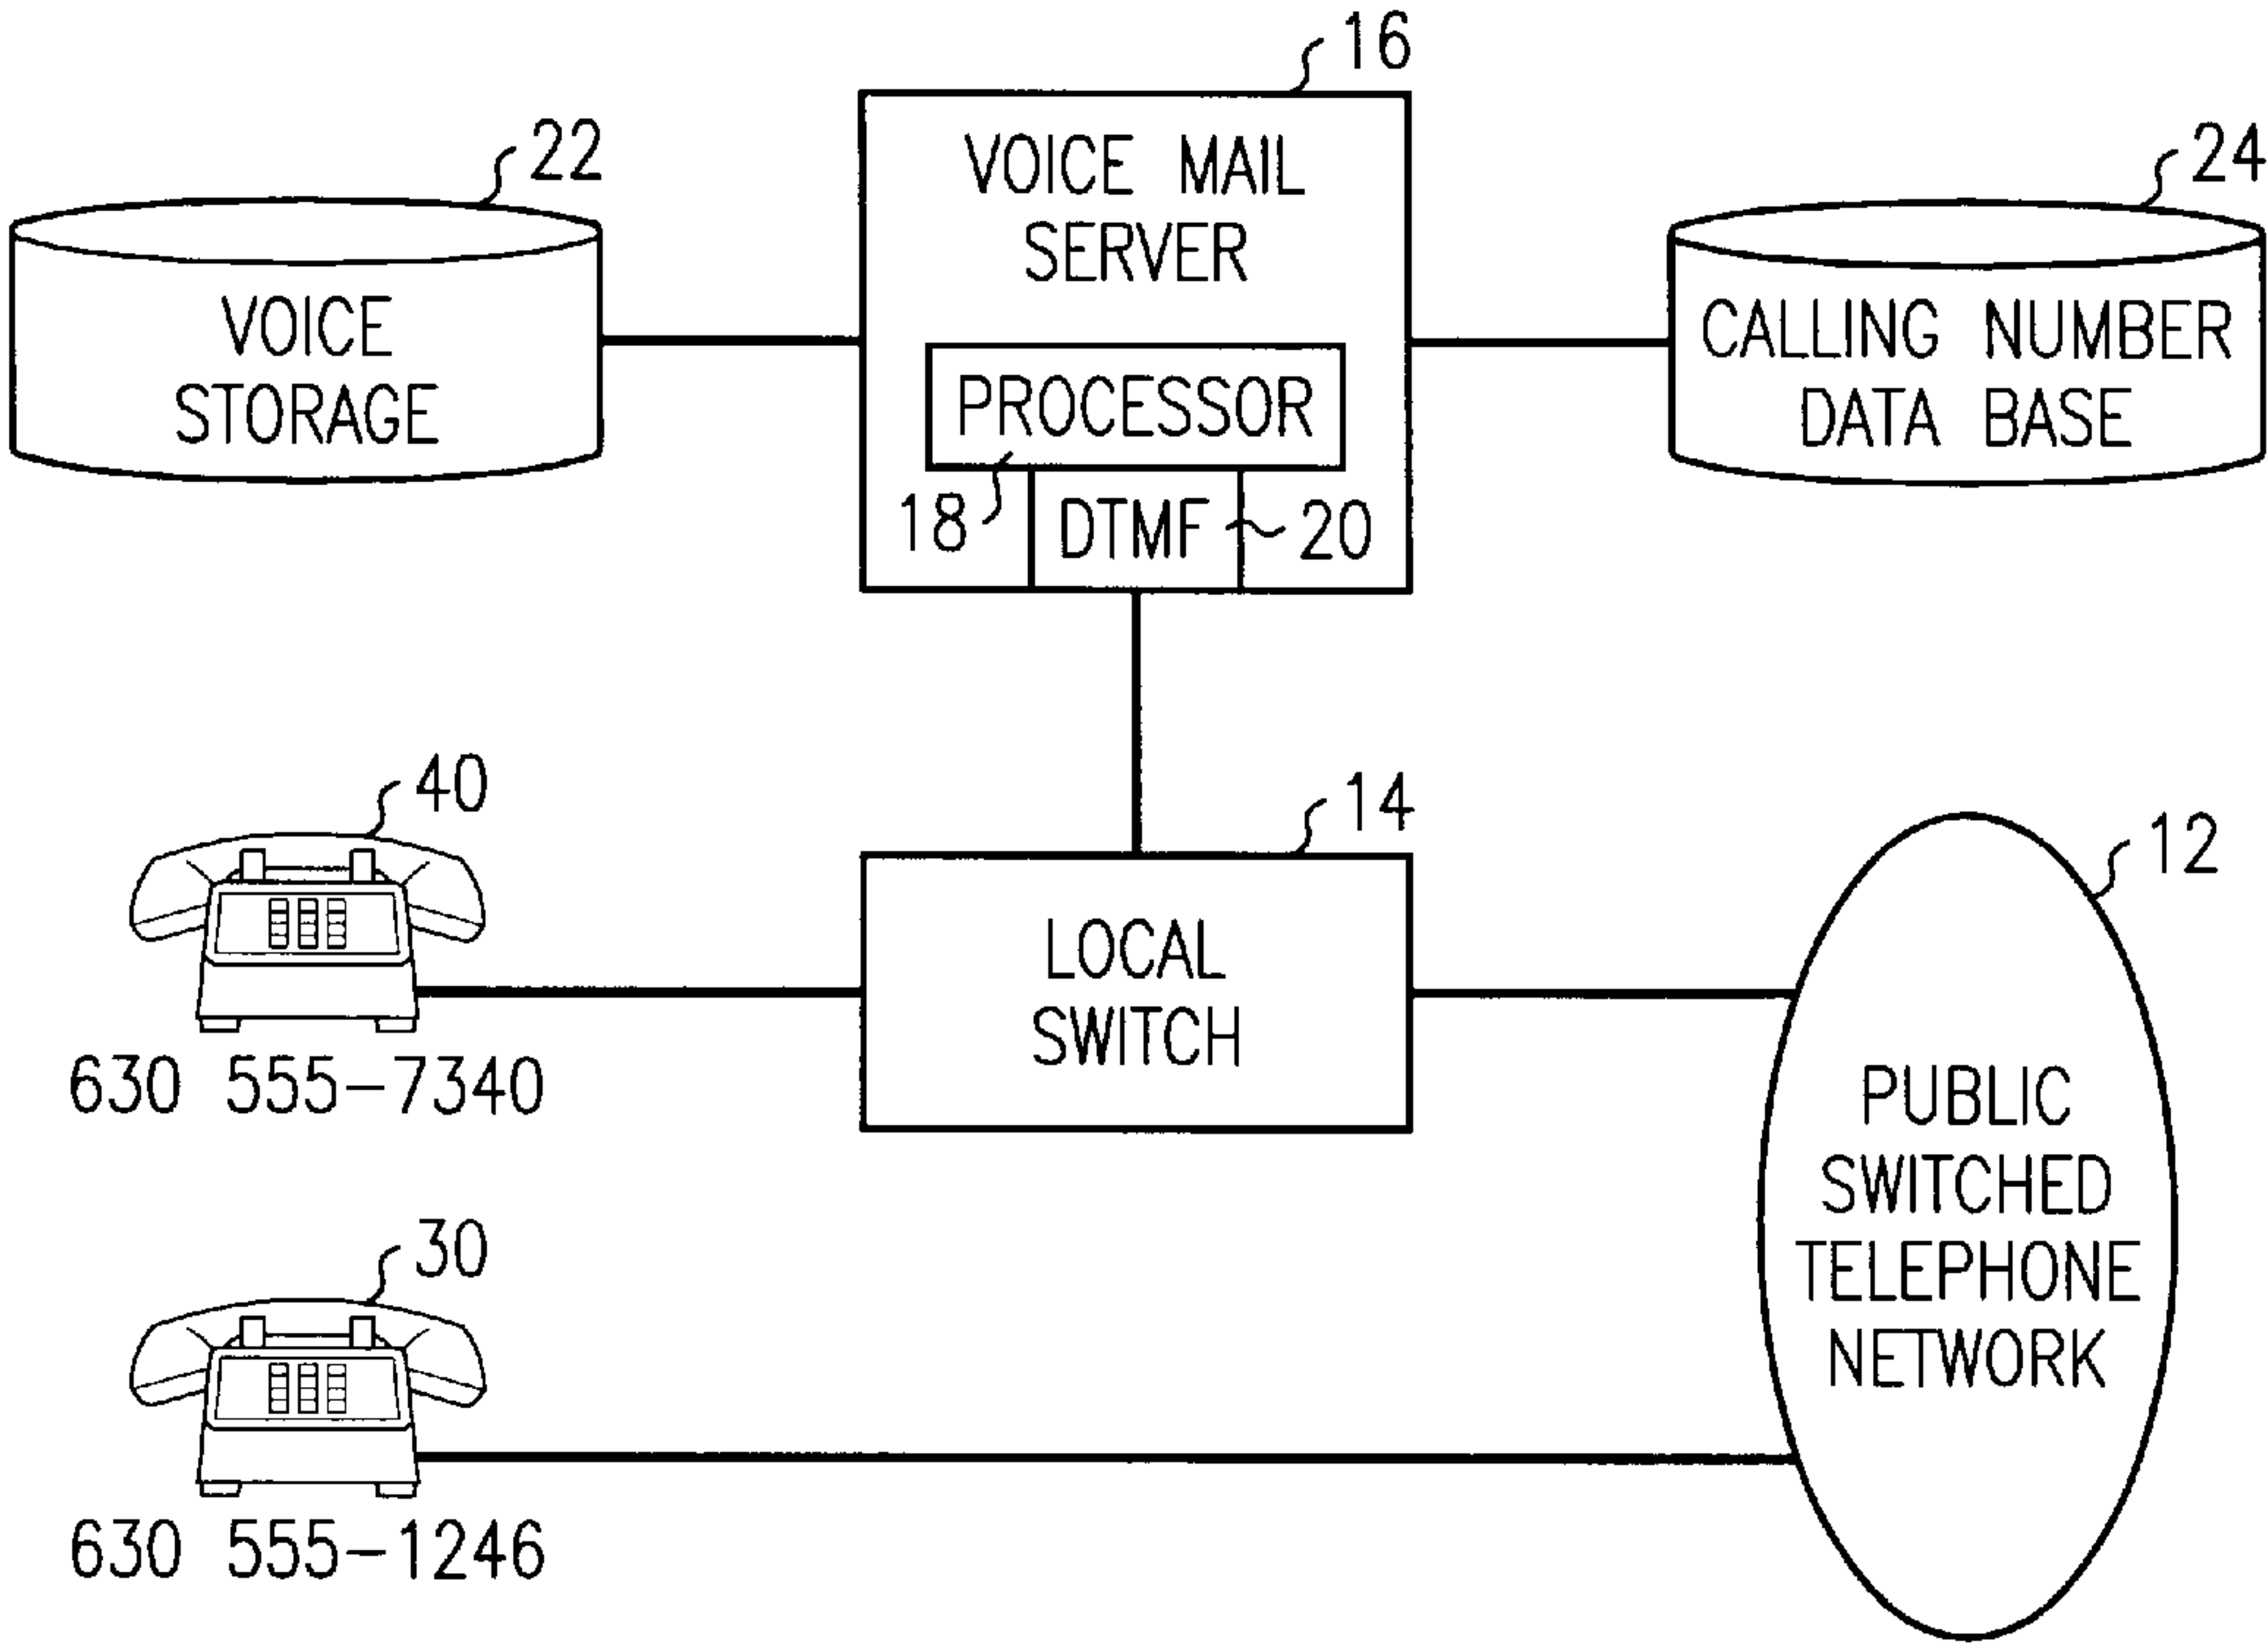 16
22
24
VOICE MAIL
SERVER
VOICE
STORAGE
CALLING NUMBER
DATA BASE
PROCESSOR
18
DTMF
20
40
14
12
LOCAL
SWITCH
630 555-7340
PUBLIC
SWITCHED
TELEPHONE
NETWORK
30
630 555-1246